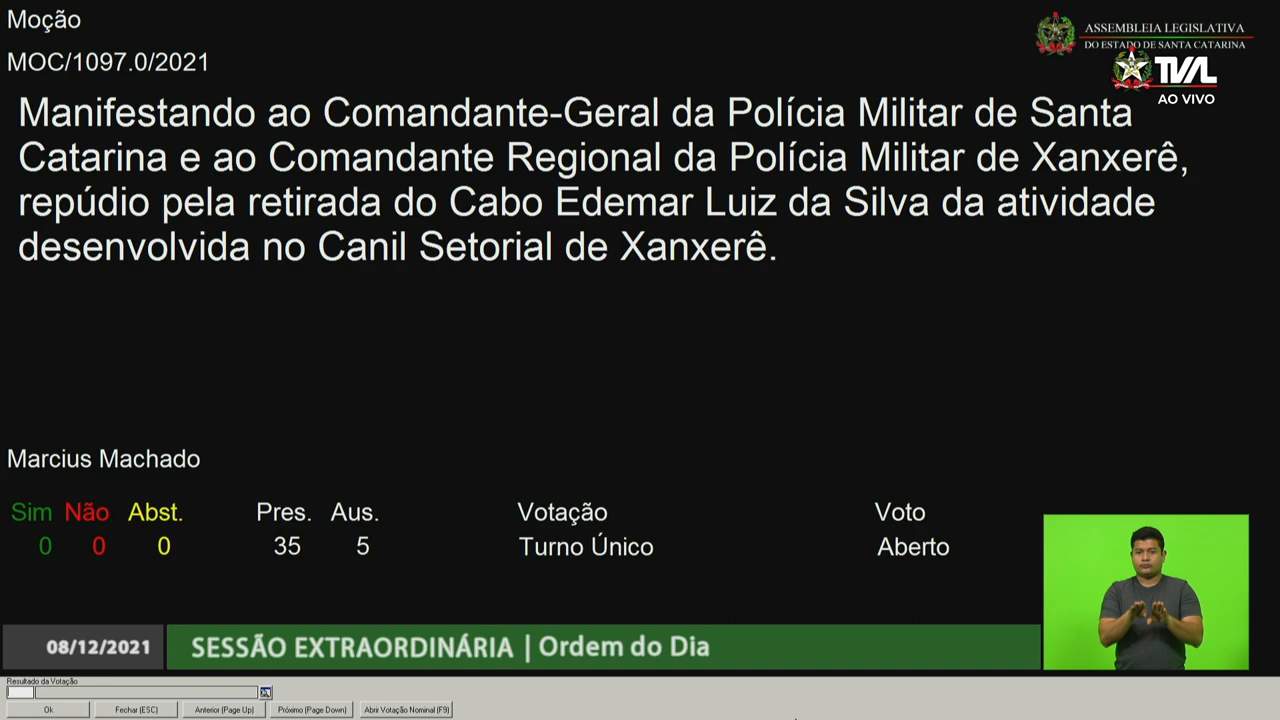 Moção
MOC/1097.0/2021
ASSEMBLEIA LEGISLATIVA
DO ESTADO DE SANTA CATARINA
TVAL
AO VIVO
Manifestando ao Comandante-Geral da Polícia Militar de Santa
Catarina e ao Comandante Regional da Polícia Militar de Xanxerê,
repúdio pela retirada do Cabo Edemar Luiz da Silva da atividade
desenvolvida no Canil Setorial de Xanxerê.
Marcius Machado
Sim Não Abst. Pres. Aus. Votação Voto
0 0 0 35 5 Turno Único Aberto
08/12/2021 SESSÃO EXTRAORDINÁRIA | Ordem do Dia
Resultado da Votação
Ok Fechar (ESC) Anterior (Page Up) Próximo (Page Down) Abrir Votação Nominal (F9)